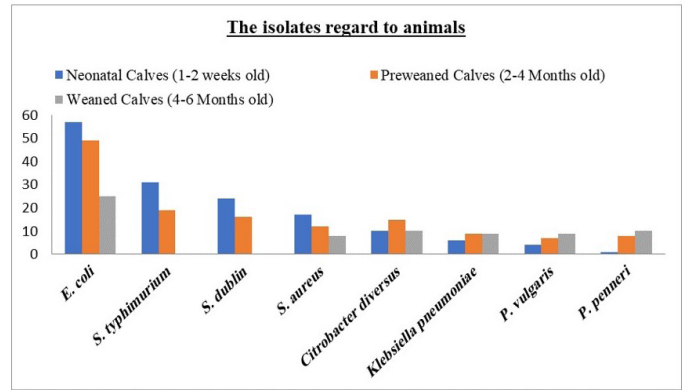 The isolates regard to animals
Neonatal Calves (1-2 weeks old)
Preweaned Calves (2-4 Months old)
Weaned Calves (4-6 Months old)
60
50
40
30
20
10
0
E. coli
S. typhimurium
S. dublin
S. aureus
Citrobacter diversus
Klebsiella pneumoniae
P. vulgaris
P. penneri